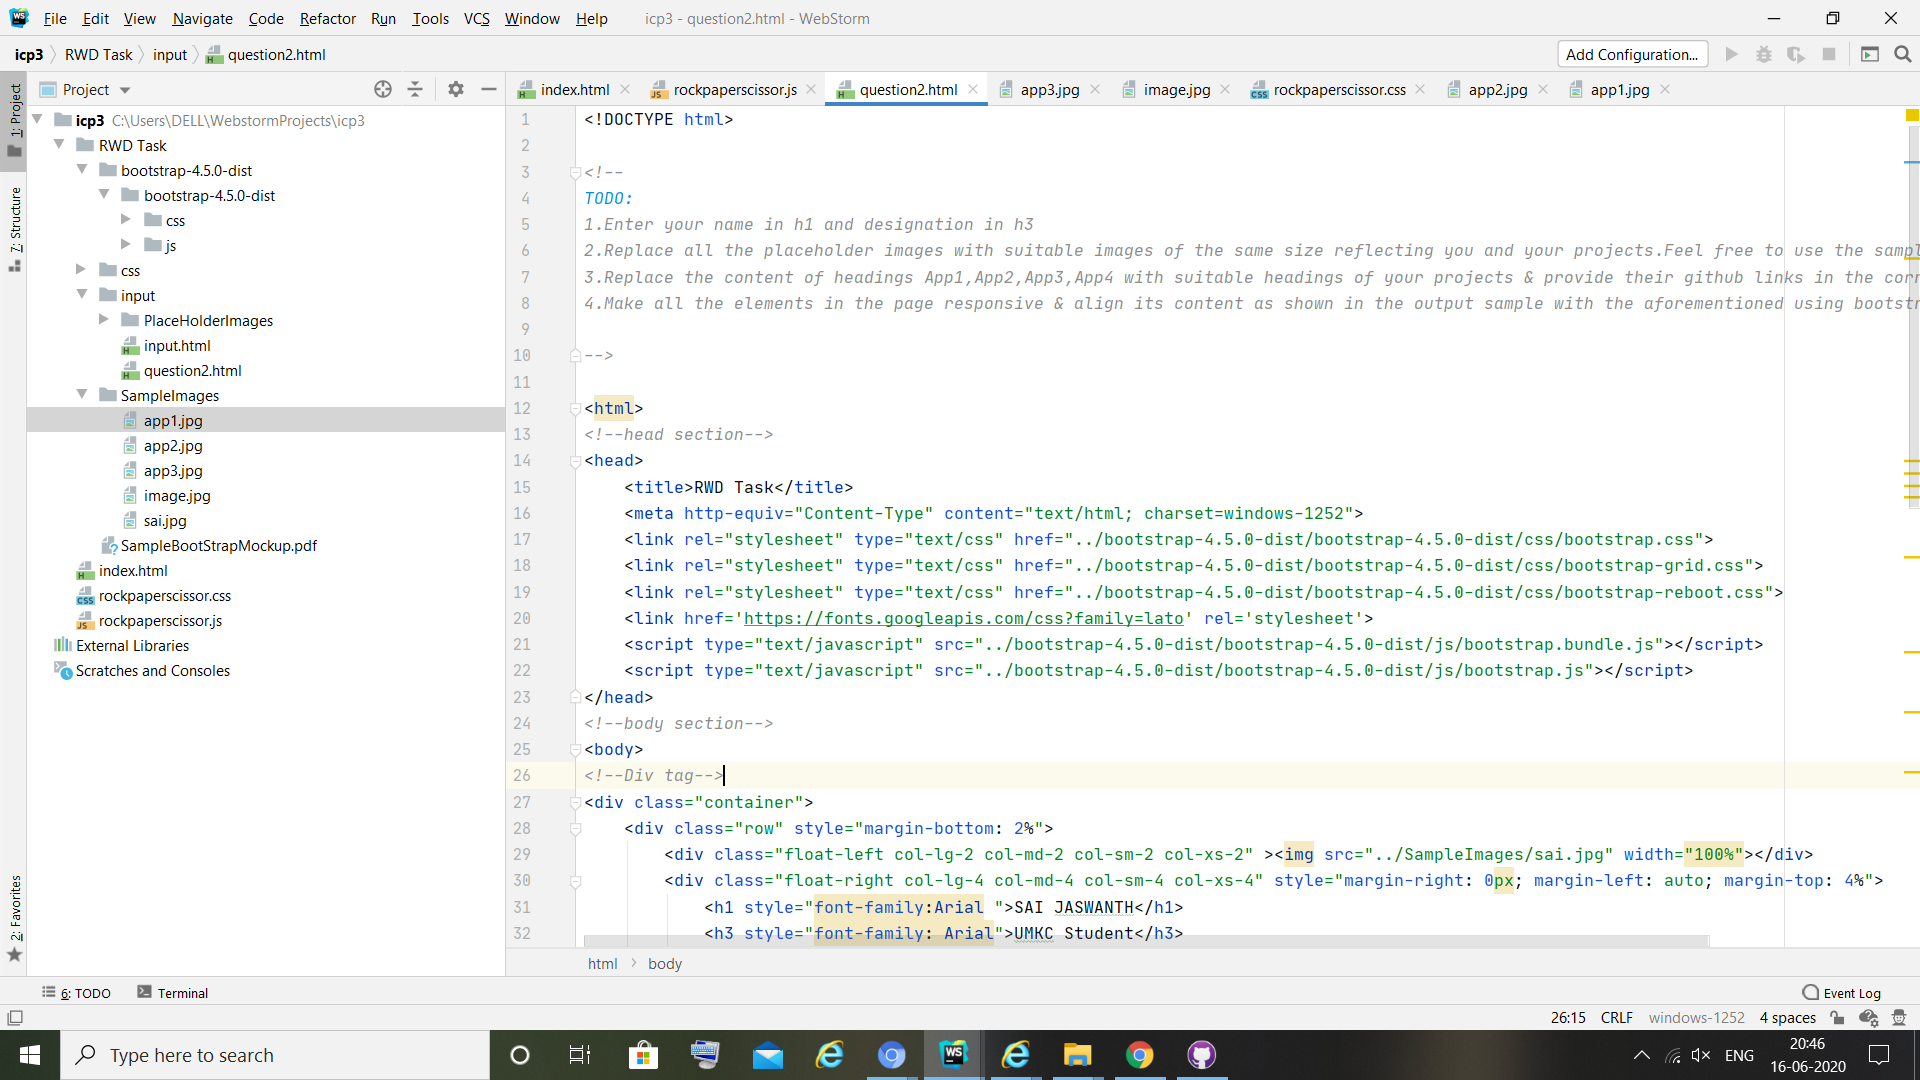 File Edit View Navigate Code Refactor Run Tools VCS Window Help icp3 - question2.html - WebStorm
icp3 RWD Task input question2.html Add Configuration...
Project
index.html rockpaperscissor.js question2.html app3.jpg image.jpg rockpaperscissor.css app2.jpg app1.jpg
1: Project
7: Structure
2: Favorites
icp3 C:\Users\DELL\WebstormProjects\icp3
RWD Task
bootstrap-4.5.0-dist
bootstrap-4.5.0-dist
css
js
css
input
PlaceHolderImages
input.html
question2.html
SampleImages
app1.jpg
app2.jpg
app3.jpg
image.jpg
sai.jpg
SampleBootStrapMockup.pdf
index.html
rockpaperscissor.css
rockpaperscissor.js
External Libraries
Scratches and Consoles
1 <!DOCTYPE html>
2
3 <!--
4 TODO:
5 1.Enter your name in h1 and designation in h3
6 2.Replace all the placeholder images with suitable images of the same size reflecting you and your projects.Feel free to use the sampl
7 3.Replace the content of headings App1,App2,App3,App4 with suitable headings of your projects & provide their github links in the corr
8 4.Make all the elements in the page responsive & align its content as shown in the output sample with the aforementioned using bootstr
9
10 -->
11
12 <html>
13 <!--head section-->
14 <head>
15 <title>RWD Task</title>
16 <meta http-equiv="Content-Type" content="text/html; charset=windows-1252">
17 <link rel="stylesheet" type="text/css" href="../bootstrap-4.5.0-dist/bootstrap-4.5.0-dist/css/bootstrap.css">
18 <link rel="stylesheet" type="text/css" href="../bootstrap-4.5.0-dist/bootstrap-4.5.0-dist/css/bootstrap-grid.css">
19 <link rel="stylesheet" type="text/css" href="../bootstrap-4.5.0-dist/bootstrap-4.5.0-dist/css/bootstrap-reboot.css">
20 <link href='https://fonts.googleapis.com/css?family=lato' rel='stylesheet'>
21 <script type="text/javascript" src="../bootstrap-4.5.0-dist/bootstrap-4.5.0-dist/js/bootstrap.bundle.js"></script>
22 <script type="text/javascript" src="../bootstrap-4.5.0-dist/bootstrap-4.5.0-dist/js/bootstrap.js"></script>
23 </head>
24 <!--body section-->
25 <body>
26 <!--Div tag-->
27 <div class="container">
28 <div class="row" style="margin-bottom: 2%">
29 <div class="float-left col-lg-2 col-md-2 col-sm-2 col-xs-2" ><img src="../SampleImages/sai.jpg" width="100%"></div>
30 <div class="float-right col-lg-4 col-md-4 col-sm-4 col-xs-4" style="margin-right: 0px; margin-left: auto; margin-top: 4%">
31 <h1 style="font-family:Arial ">SAI JASWANTH</h1>
32 <h3 style="font-family: Arial">UMKC Student</h3>
html body
6: TODO Terminal Event Log
26:15 CRLF windows-1252 4 spaces
Type here to search
WS
ENG
20:46
16-06-2020